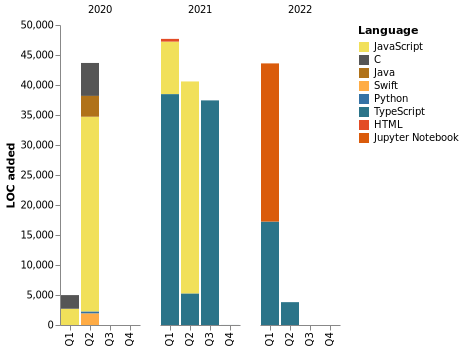 2020 2021 2022
Language
JavaScript
C
Java
Swift
Python
TypeScript
HTML
Jupyter Notebook
LOC added
50,000
45,000
40,000
35,000
30,000
25,000
20,000
15,000
10,000
5,000
0
Q1 Q2 Q3 Q4 Q1 Q2 Q3 Q4 Q1 Q2 Q3 Q4